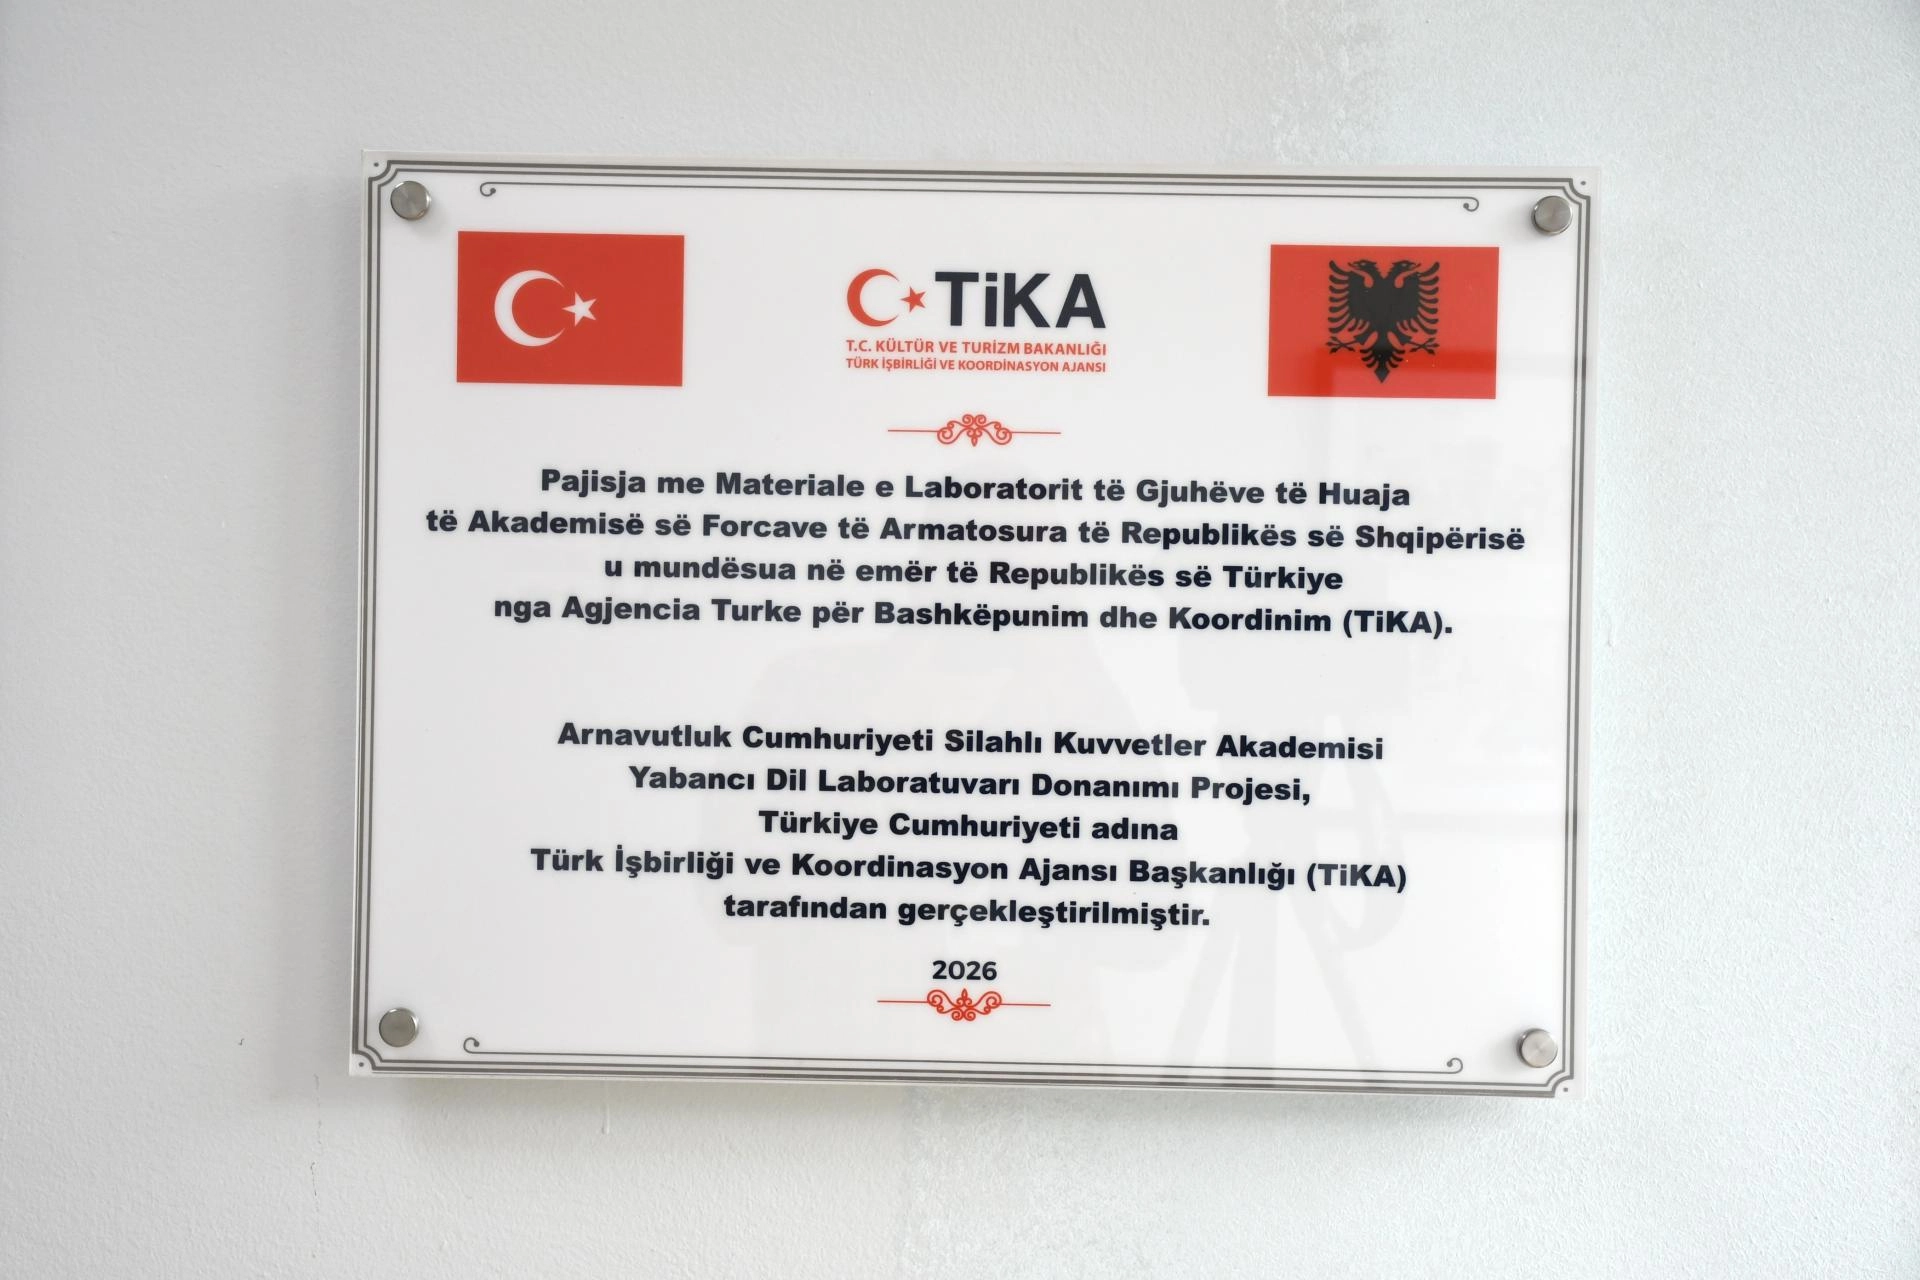 TiKA
T.C. KÜLTÜR VE TURİZM BAKANLIĞI
TÜRK İŞBİRLİĞİ VE KOORDİNASYON AJANSI
Pajisja me Materiale e Laboratorit të Gjuhëve të Huaja
të Akademisë së Forcave të Armatosura të Republikës së Shqipërisë
u mundësua në emër të Republikës së Türkiye
nga Agjencia Turke për Bashkëpunim dhe Koordinim (TiKA).
Arnavutluk Cumhuriyeti Silahlı Kuvvetler Akademisi
Yabancı Dil Laboratuvarı Donanımı Projesi,
Türkiye Cumhuriyeti adına
Türk İşbirliği ve Koordinasyon Ajansı Başkanlığı (TiKA)
tarafından gerçekleştirilmiştir.
2026